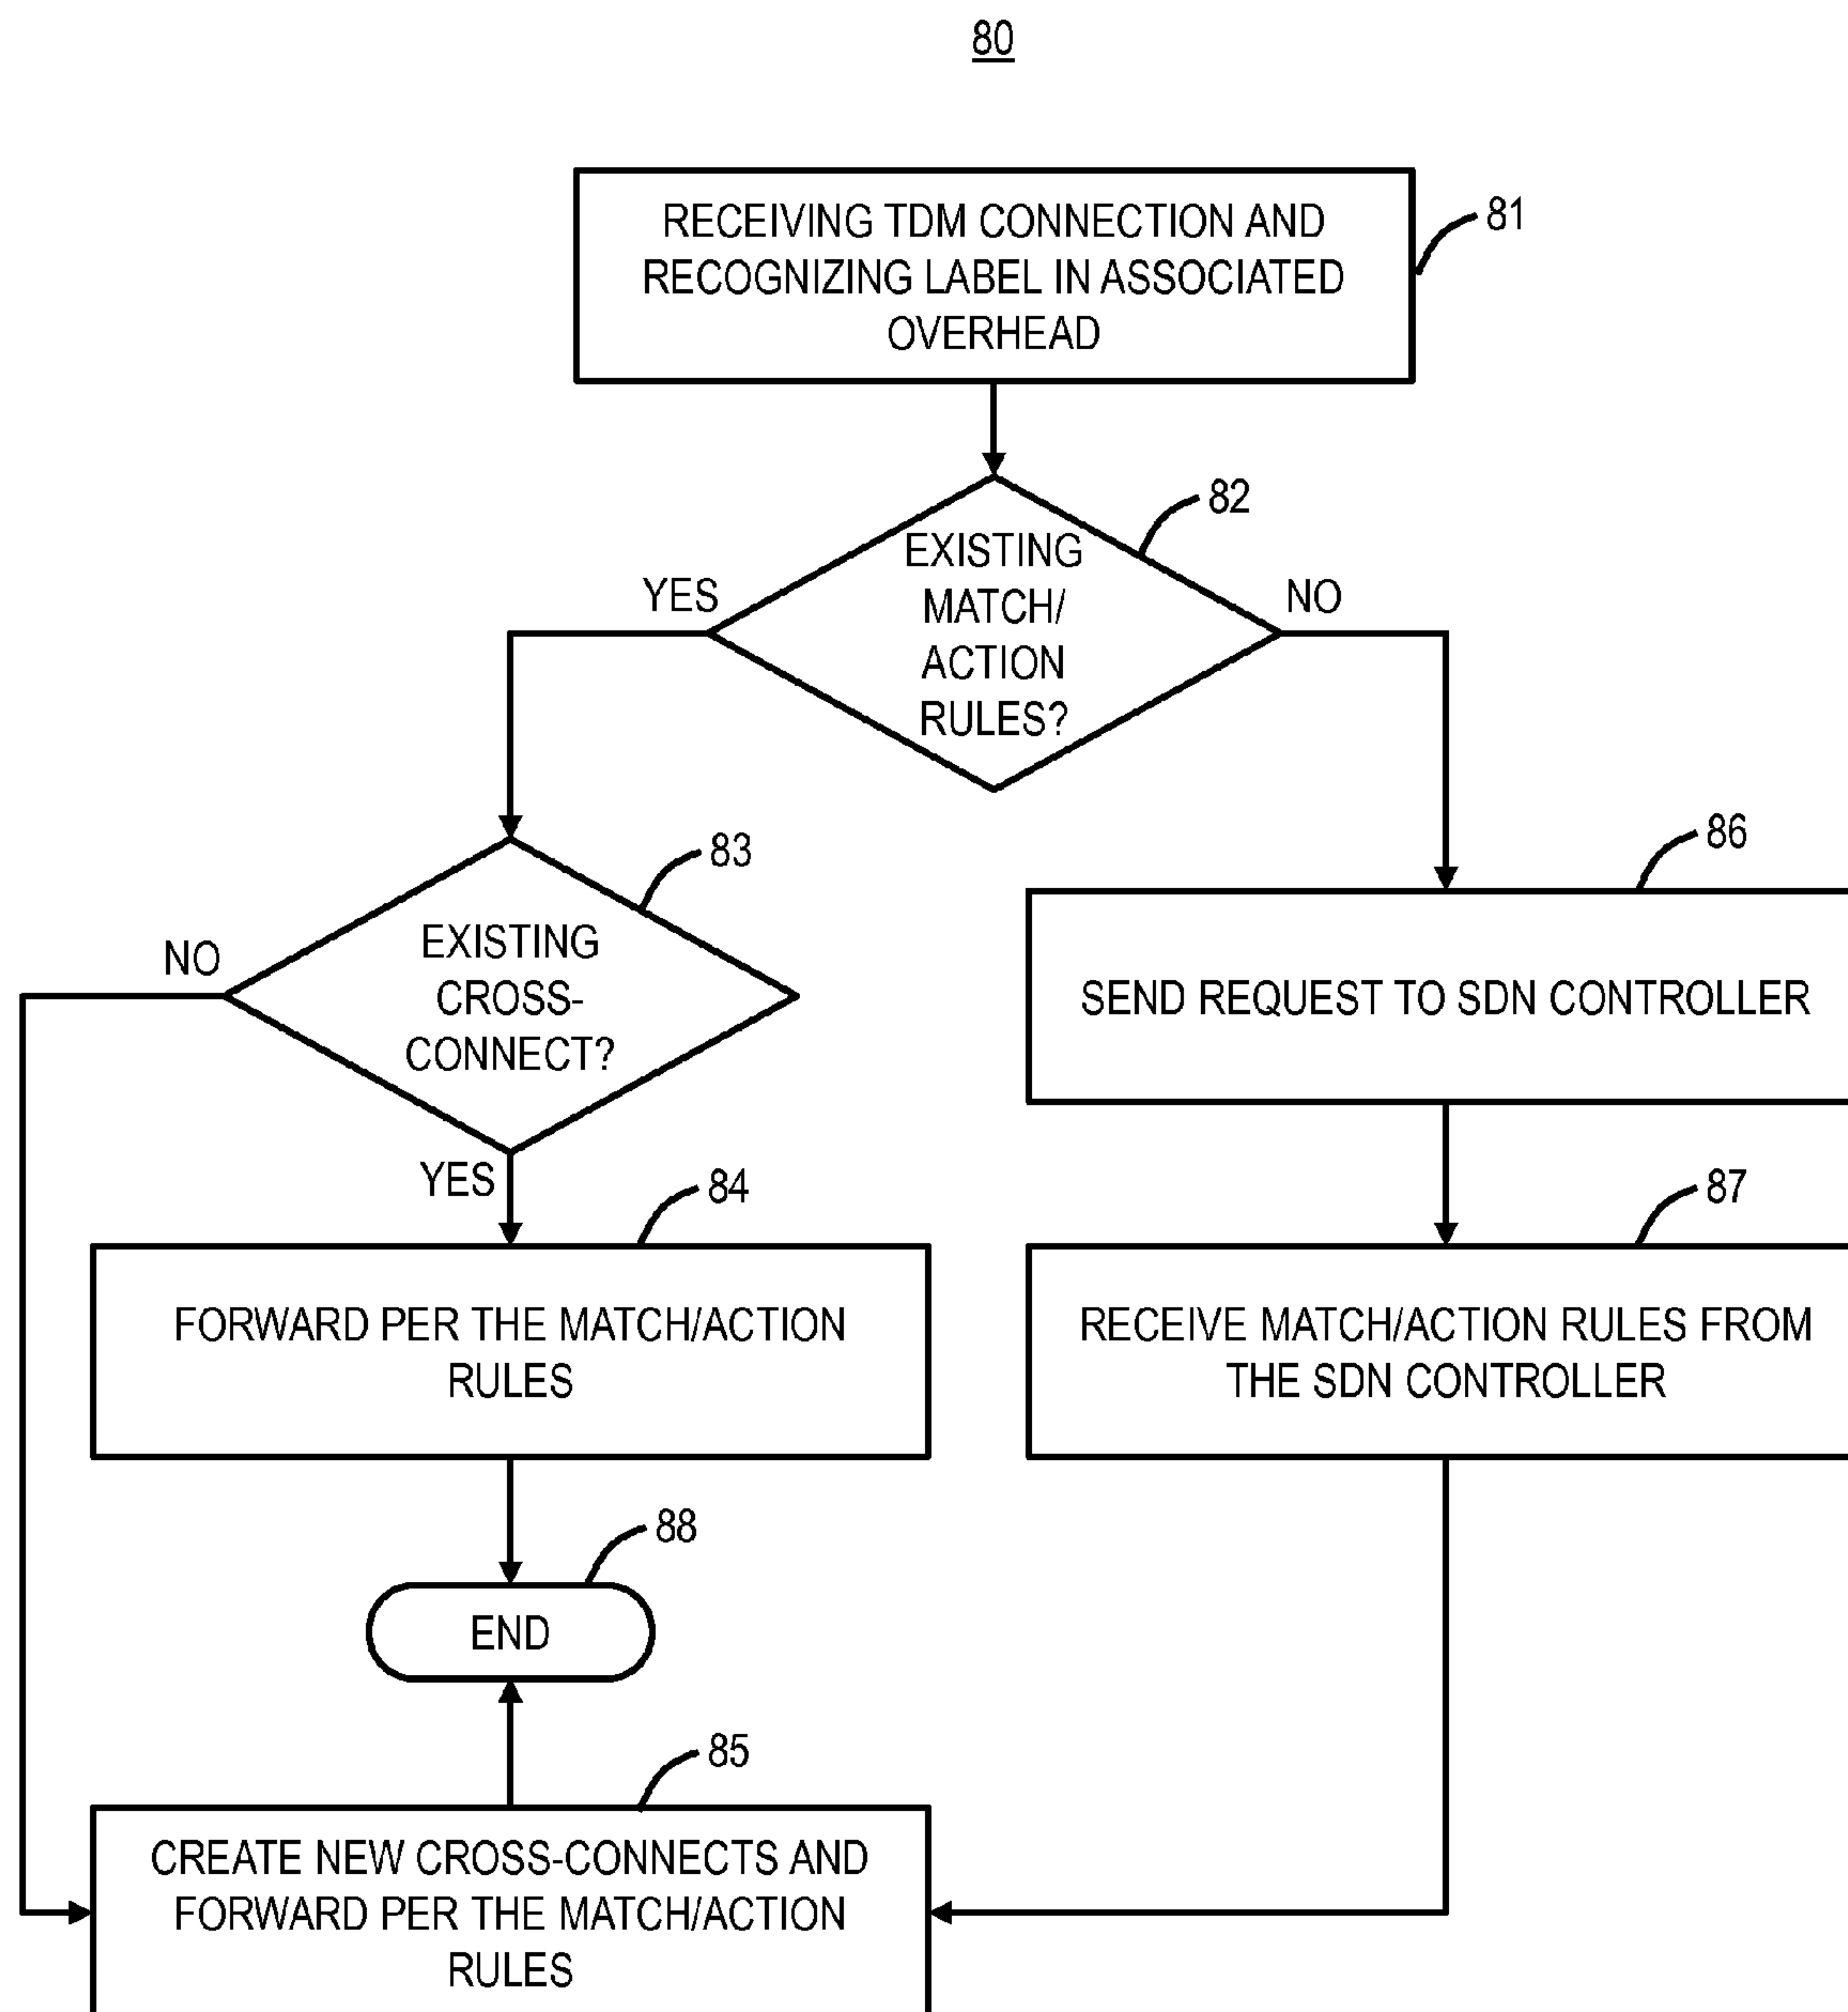 80
RECEIVING TDM CONNECTION AND
RECOGNIZING LABEL IN ASSOCIATED
OVERHEAD
81
EXISTING
MATCH/
ACTION
RULES?
82
YES
NO
EXISTING
CROSS-
CONNECT?
83
NO
YES
86
SEND REQUEST TO SDN CONTROLLER
84
FORWARD PER THE MATCH/ACTION
RULES
87
RECEIVE MATCH/ACTION RULES FROM
THE SDN CONTROLLER
88
END
85
CREATE NEW CROSS-CONNECTS AND
FORWARD PER THE MATCH/ACTION
RULES